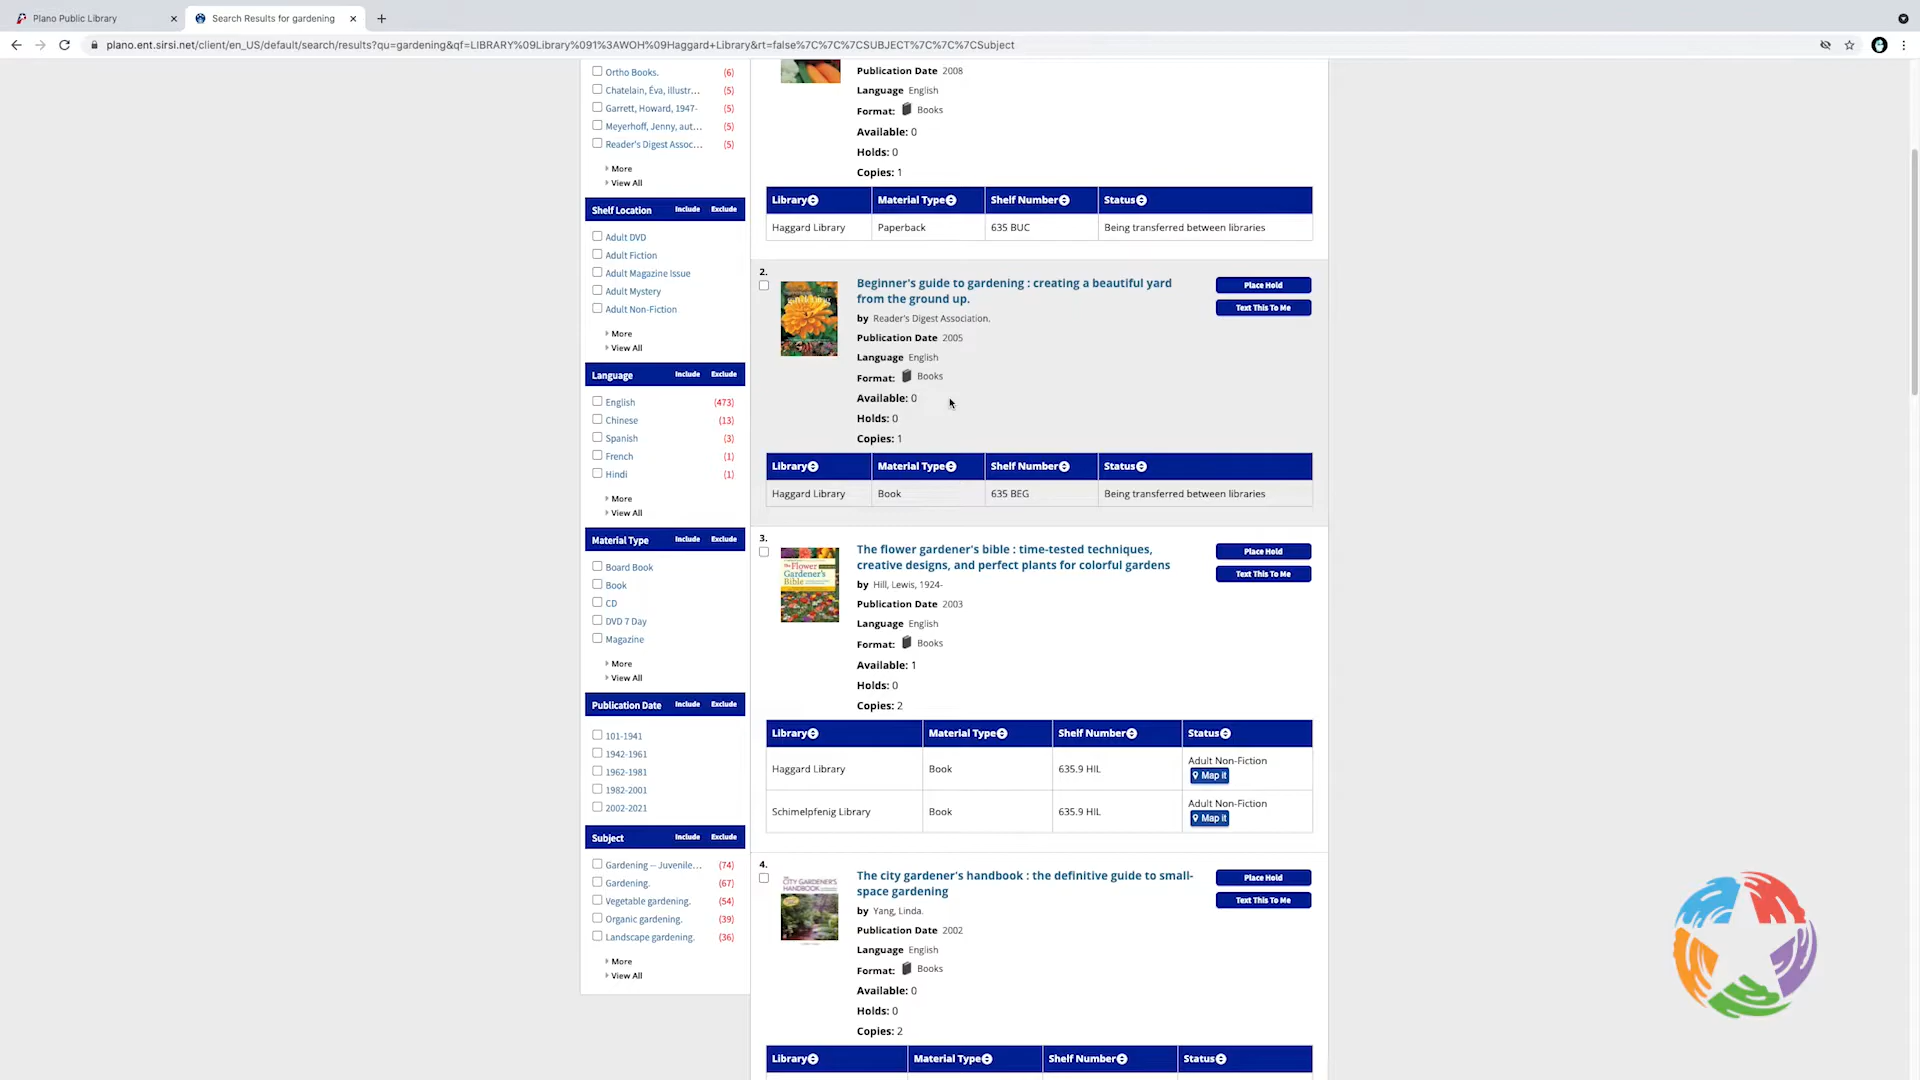 Plano Public Library
Search Results for gardening
plano.ent.sirsi.net/client/en_US/default/search/results?qu=gardening&qf=LIBRARY%09Library%091%3AWOH%09Haggard+Library&rt=false%7C%7C%7CSUBJECT%7C%7C%7CSubject
Ortho Books. (6)
Chatelain, Éva, illustr... (5)
Garrett, Howard, 1947- (5)
Meyerhoff, Jenny, aut... (5)
Reader's Digest Assoc... (5)
More
View All
Shelf Location Include Exclude
Adult DVD
Adult Fiction
Adult Magazine Issue
Adult Mystery
Adult Non-Fiction
More
View All
Language Include Exclude
English (473)
Chinese (13)
Spanish (3)
French (1)
Hindi (1)
More
View All
Material Type Include Exclude
Board Book
Book
CD
DVD 7 Day
Magazine
More
View All
Publication Date Include Exclude
101-1941
1942-1961
1962-1981
1982-2001
2002-2021
Subject Include Exclude
Gardening -- Juvenile... (74)
Gardening. (67)
Vegetable gardening. (54)
Organic gardening. (39)
Landscape gardening. (36)
More
View All
Publication Date 2008
Language English
Format: Books
Available: 0
Holds: 0
Copies: 1
Library Material Type Shelf Number Status
Haggard Library Paperback 635 BUC Being transferred between libraries
2.
Beginner's guide to gardening : creating a beautiful yard
from the ground up.
Place Hold
Text This To Me
by Reader's Digest Association.
Publication Date 2005
Language English
Format: Books
Available: 0
Holds: 0
Copies: 1
Library Material Type Shelf Number Status
Haggard Library Book 635 BEG Being transferred between libraries
3.
The Flower
Gardener's
Bible
The flower gardener's bible : time-tested techniques,
creative designs, and perfect plants for colorful gardens
Place Hold
Text This To Me
by Hill, Lewis, 1924-
Publication Date 2003
Language English
Format: Books
Available: 1
Holds: 0
Copies: 2
Library Material Type Shelf Number Status
Haggard Library Book 635.9 HIL Adult Non-Fiction
Map it
Schimelpfenig Library Book 635.9 HIL Adult Non-Fiction
Map it
4.
CITY GARDENER'S
HANDBOOK
The city gardener's handbook : the definitive guide to small-
space gardening
Place Hold
Text This To Me
by Yang, Linda.
Publication Date 2002
Language English
Format: Books
Available: 0
Holds: 0
Copies: 2
Library Material Type Shelf Number Status